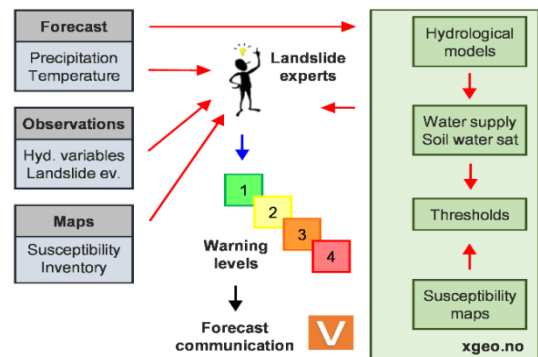 Forecast
Precipitation
Temperature
Observations
Hyd. variables
Landslide ev.
Maps
Susceptibility
Inventory
Landslide
experts
1
2
3
4
Warning
levels
Forecast
communication
V
Hydrological
models
Water supply
Soil water sat
Thresholds
Susceptibility
maps
xgeo.no